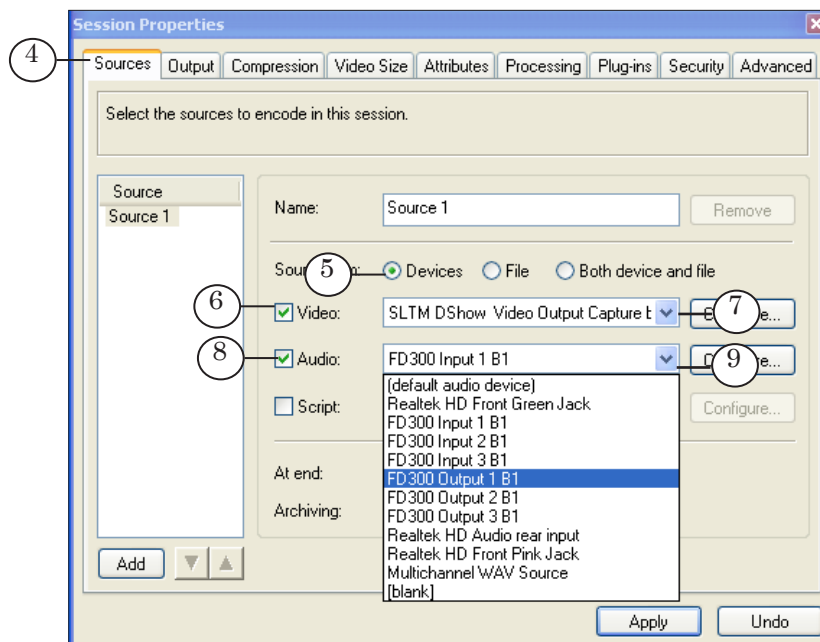 Session Properties
4
Sources Output Compression Video Size Attributes Processing Plug-ins Security Advanced
Select the sources to encode in this session.
Source
Source 1
Name: Source 1 Remove
5 Devices File Both device and file
6 Video: SLTM DShow Video Output Capture 7
8 Audio: FD300 Input 1 B1 9
(default audio device)
Realtek HD Front Green Jack
Script: Configure...
FD300 Input 1 B1
FD300 Input 2 B1
FD300 Input 3 B1
At end:
FD300 Output 1 B1
FD300 Output 2 B1
Archiving:
FD300 Output 3 B1
Realtek HD Audio rear input
Realtek HD Front Pink Jack
Multichannel WAV Source
[blank]
Add
Apply Undo